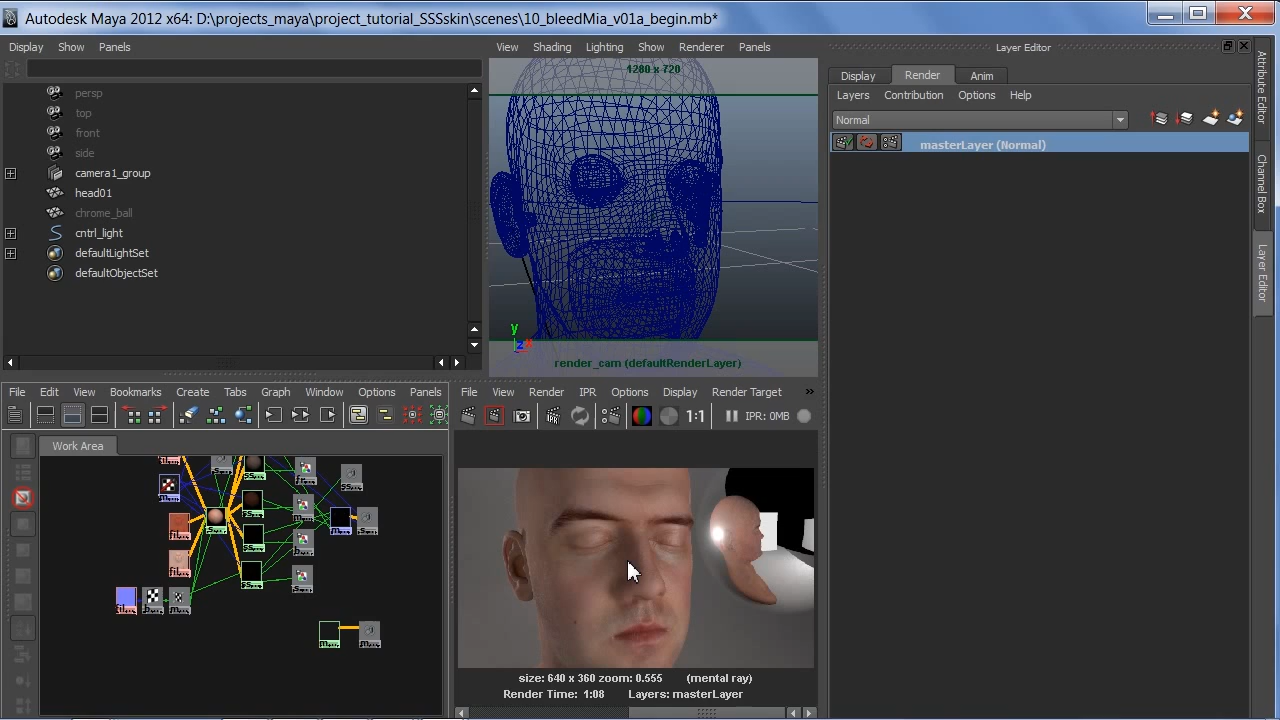 Autodesk Maya 2012 x64: D:\projects_maya\project_tutorial_SSSskin\scenes\10_bleedMia_v01a_begin.mb*
Display Show Panels
persp
top
front
side
camera1_group
head01
chrome_ball
cntrl_light
defaultLightSet
defaultObjectSet
View Shading Lighting Show Renderer Panels
1280 x 720
y
z
render_cam (defaultRenderLayer)
Layer Editor
Display Render Anim
Layers Contribution Options Help
Normal
masterLayer (Normal)
Attribute Editor
Channel Box
Layer Editor
File Edit View Bookmarks Create Tabs Graph Window Options Panels
Work Area
File View Render IPR Options Display Render Target »
1:1 IPR: 0MB
size: 640 x 360 zoom: 0.555 (mental ray)
Render Time: 1:08 Layers: masterLayer